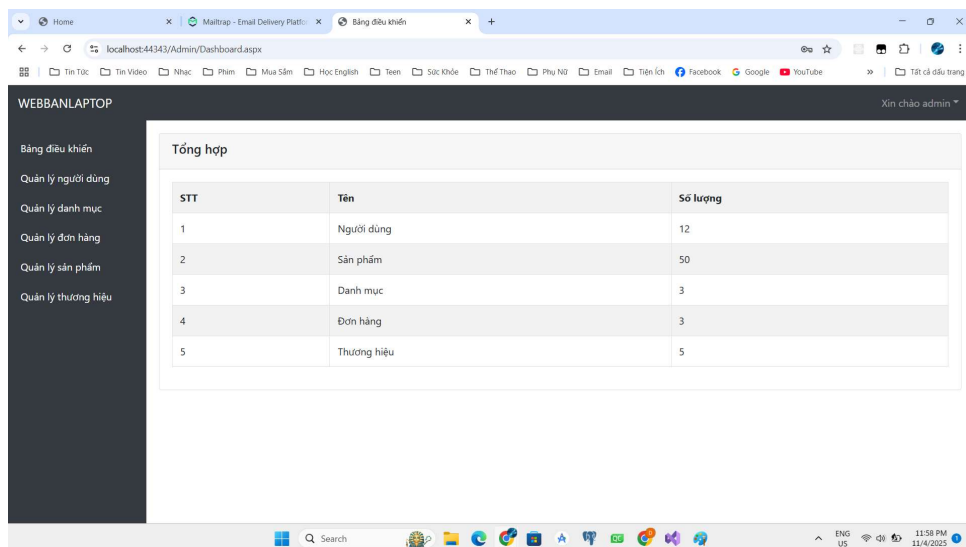 Home
Mailtrap - Email Delivery Platfo
Bảng điều khiển
localhost:44343/Admin/Dashboard.aspx
Tin Tức Tin Video Nhạc Phim Mua Sắm Học English Teen Sức Khỏe Thể Thao Phụ Nữ Email Tiện Ích Facebook Google YouTube » Tất cả dấu trang
WEBBANLAPTOP
Xin chào admin
Bảng điều khiển
Quản lý người dùng
Quản lý danh mục
Quản lý đơn hàng
Quản lý sản phẩm
Quản lý thương hiệu
Tổng hợp
STT Tên Số lượng
1 Người dùng 12
2 Sản phẩm 50
3 Danh mục 3
4 Đơn hàng 3
5 Thương hiệu 5
Search
ENG
US
11:58 PM
11/4/2025